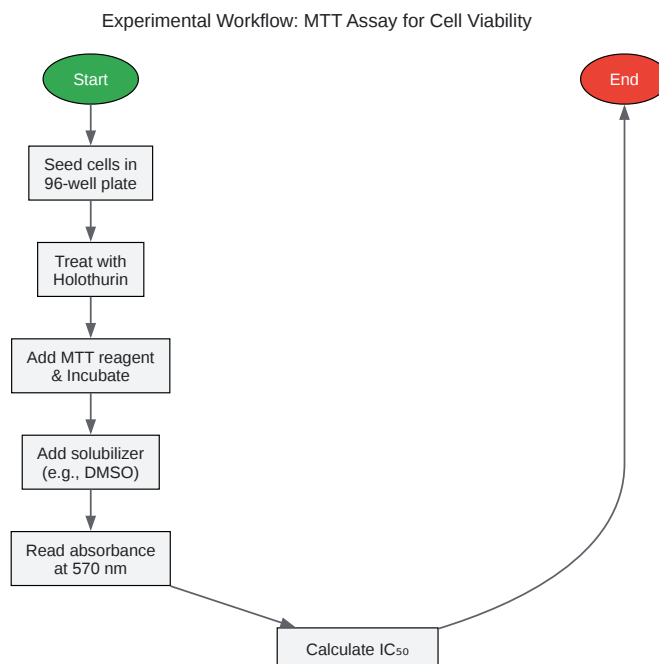 Experimental Workflow: MTT Assay for Cell Viability
Start
End
Seed cells in
96-well plate
Treat with
Holothurin
Add MTT reagent
& Incubate
Add solubilizer
(e.g., DMSO)
Read absorbance
at 570 nm
Calculate IC₅₀